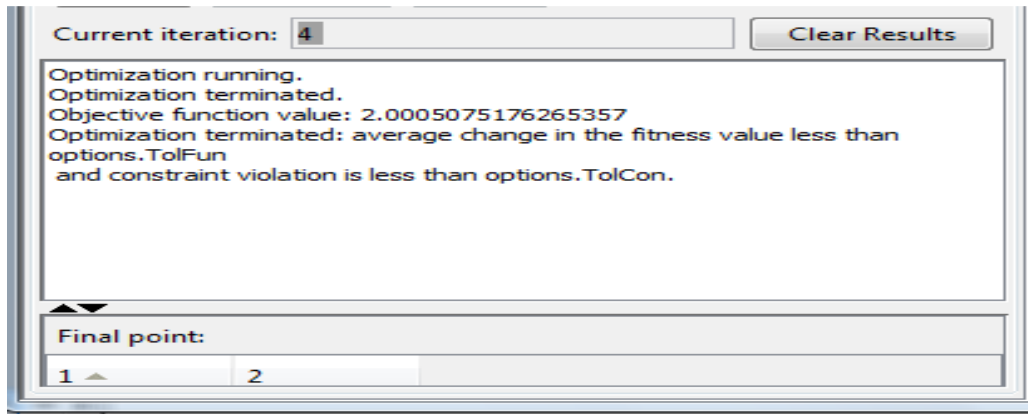 Current iteration: 4 Clear Results
Optimization running.
Optimization terminated.
Objective function value: 2.0005075176265357
Optimization terminated: average change in the fitness value less than
options.TolFun
and constraint violation is less than options.TolCon.
Final point:
1 2